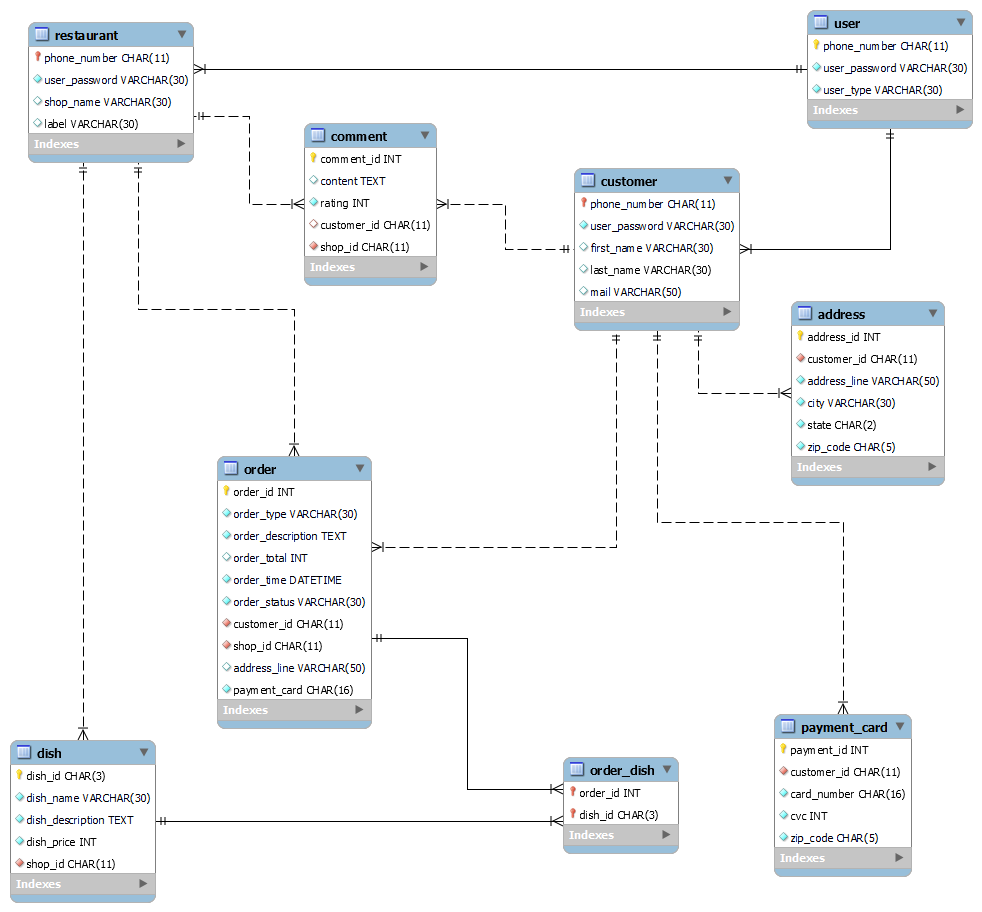 restaurant
phone_number CHAR(11)
user_password VARCHAR(30)
shop_name VARCHAR(30)
label VARCHAR(30)
Indexes
user
phone_number CHAR(11)
user_password VARCHAR(30)
user_type VARCHAR(30)
Indexes
comment
comment_id INT
content TEXT
rating INT
customer_id CHAR(11)
shop_id CHAR(11)
Indexes
customer
phone_number CHAR(11)
user_password VARCHAR(30)
first_name VARCHAR(30)
last_name VARCHAR(30)
mail VARCHAR(50)
Indexes
address
address_id INT
customer_id CHAR(11)
address_line VARCHAR(50)
city VARCHAR(30)
state CHAR(2)
zip_code CHAR(5)
Indexes
order
order_id INT
order_type VARCHAR(30)
order_description TEXT
order_total INT
order_time DATETIME
order_status VARCHAR(30)
customer_id CHAR(11)
shop_id CHAR(11)
address_line VARCHAR(50)
payment_card CHAR(16)
Indexes
dish
dish_id CHAR(3)
dish_name VARCHAR(30)
dish_description TEXT
dish_price INT
shop_id CHAR(11)
Indexes
order_dish
order_id INT
dish_id CHAR(3)
Indexes
payment_card
payment_id INT
customer_id CHAR(11)
card_number CHAR(16)
cvc INT
zip_code CHAR(5)
Indexes